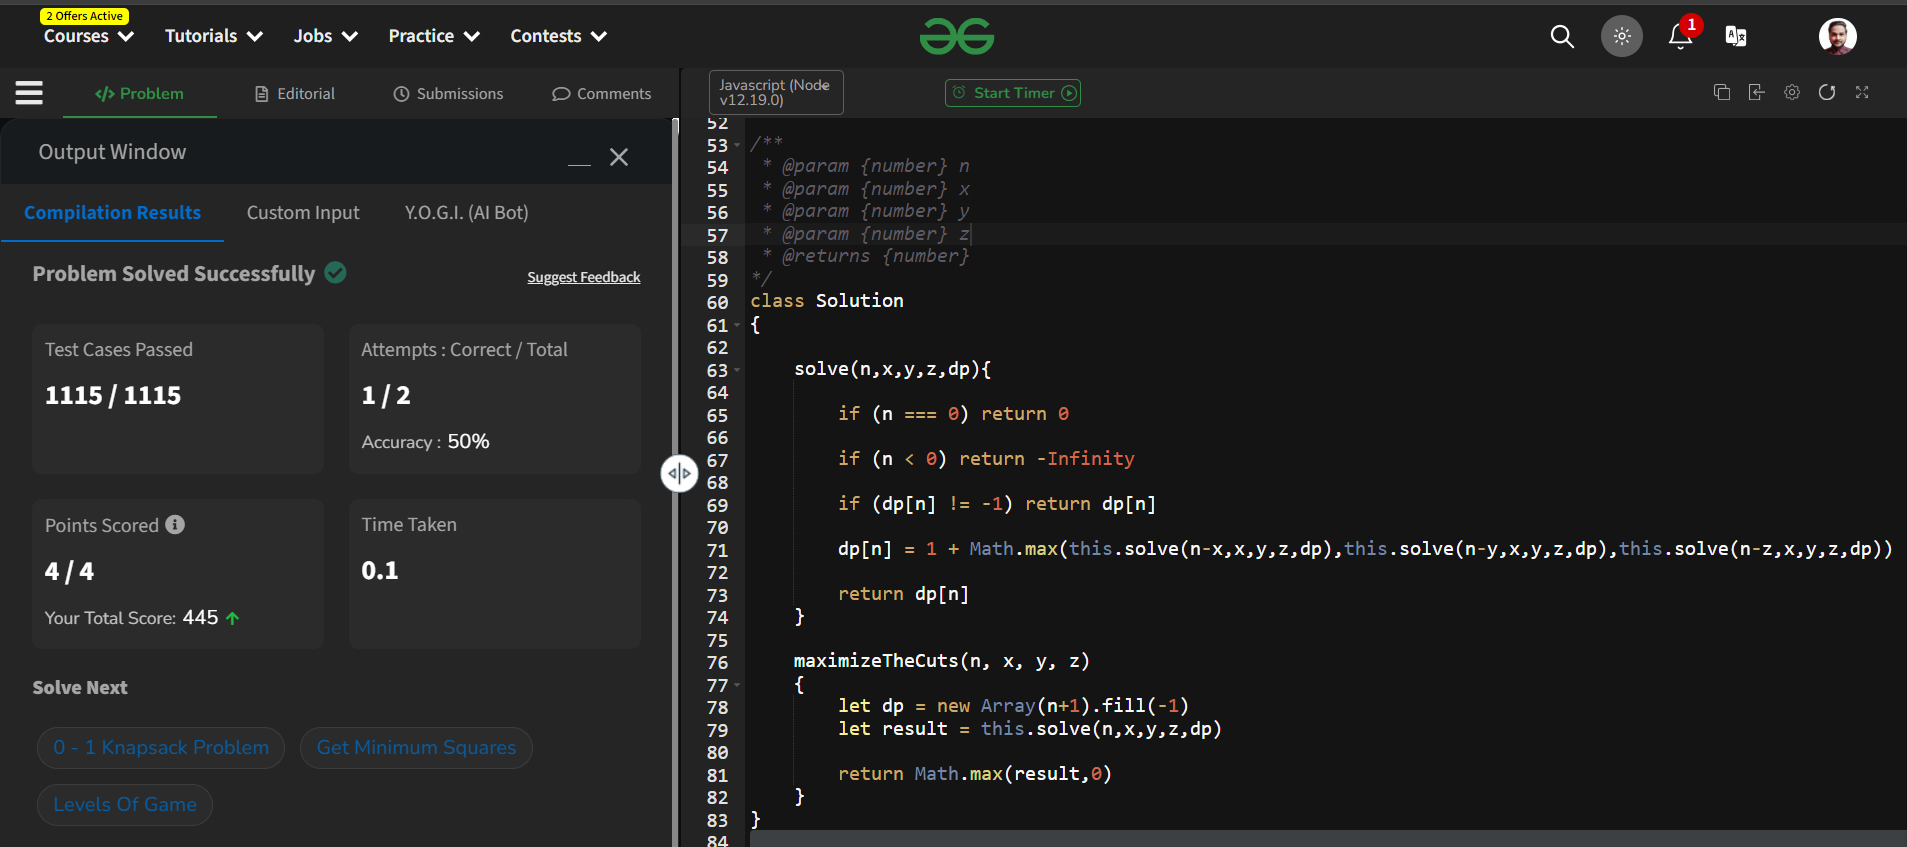 2 Offers Active
Courses Tutorials Jobs Practice Contests
1
Problem Editorial Submissions Comments
Output Window
Compilation Results Custom Input Y.O.G.I. (AI Bot)
Problem Solved Successfully
Suggest Feedback
Test Cases Passed
1115 / 1115
Attempts : Correct / Total
1 / 2
Accuracy : 50%
Points Scored
4 / 4
Your Total Score: 445
Time Taken
0.1
Solve Next
0 - 1 Knapsack Problem
Get Minimum Squares
Levels Of Game
Javascript (Node v12.19.0)
Start Timer
52
53 /**
54 * @param {number} n
55 * @param {number} x
56 * @param {number} y
57 * @param {number} z
58 * @returns {number}
59 */
60 class Solution
61 {
62
63 solve(n,x,y,z,dp){
64
65 if (n === 0) return 0
66
67 if (n < 0) return -Infinity
68
69 if (dp[n] != -1) return dp[n]
70
71 dp[n] = 1 + Math.max(this.solve(n-x,x,y,z,dp),this.solve(n-y,x,y,z,dp),this.solve(n-z,x,y,z,dp))
72
73 return dp[n]
74 }
75
76 maximizeTheCuts(n, x, y, z)
77 {
78 let dp = new Array(n+1).fill(-1)
79 let result = this.solve(n,x,y,z,dp)
80
81 return Math.max(result,0)
82 }
83 }
84